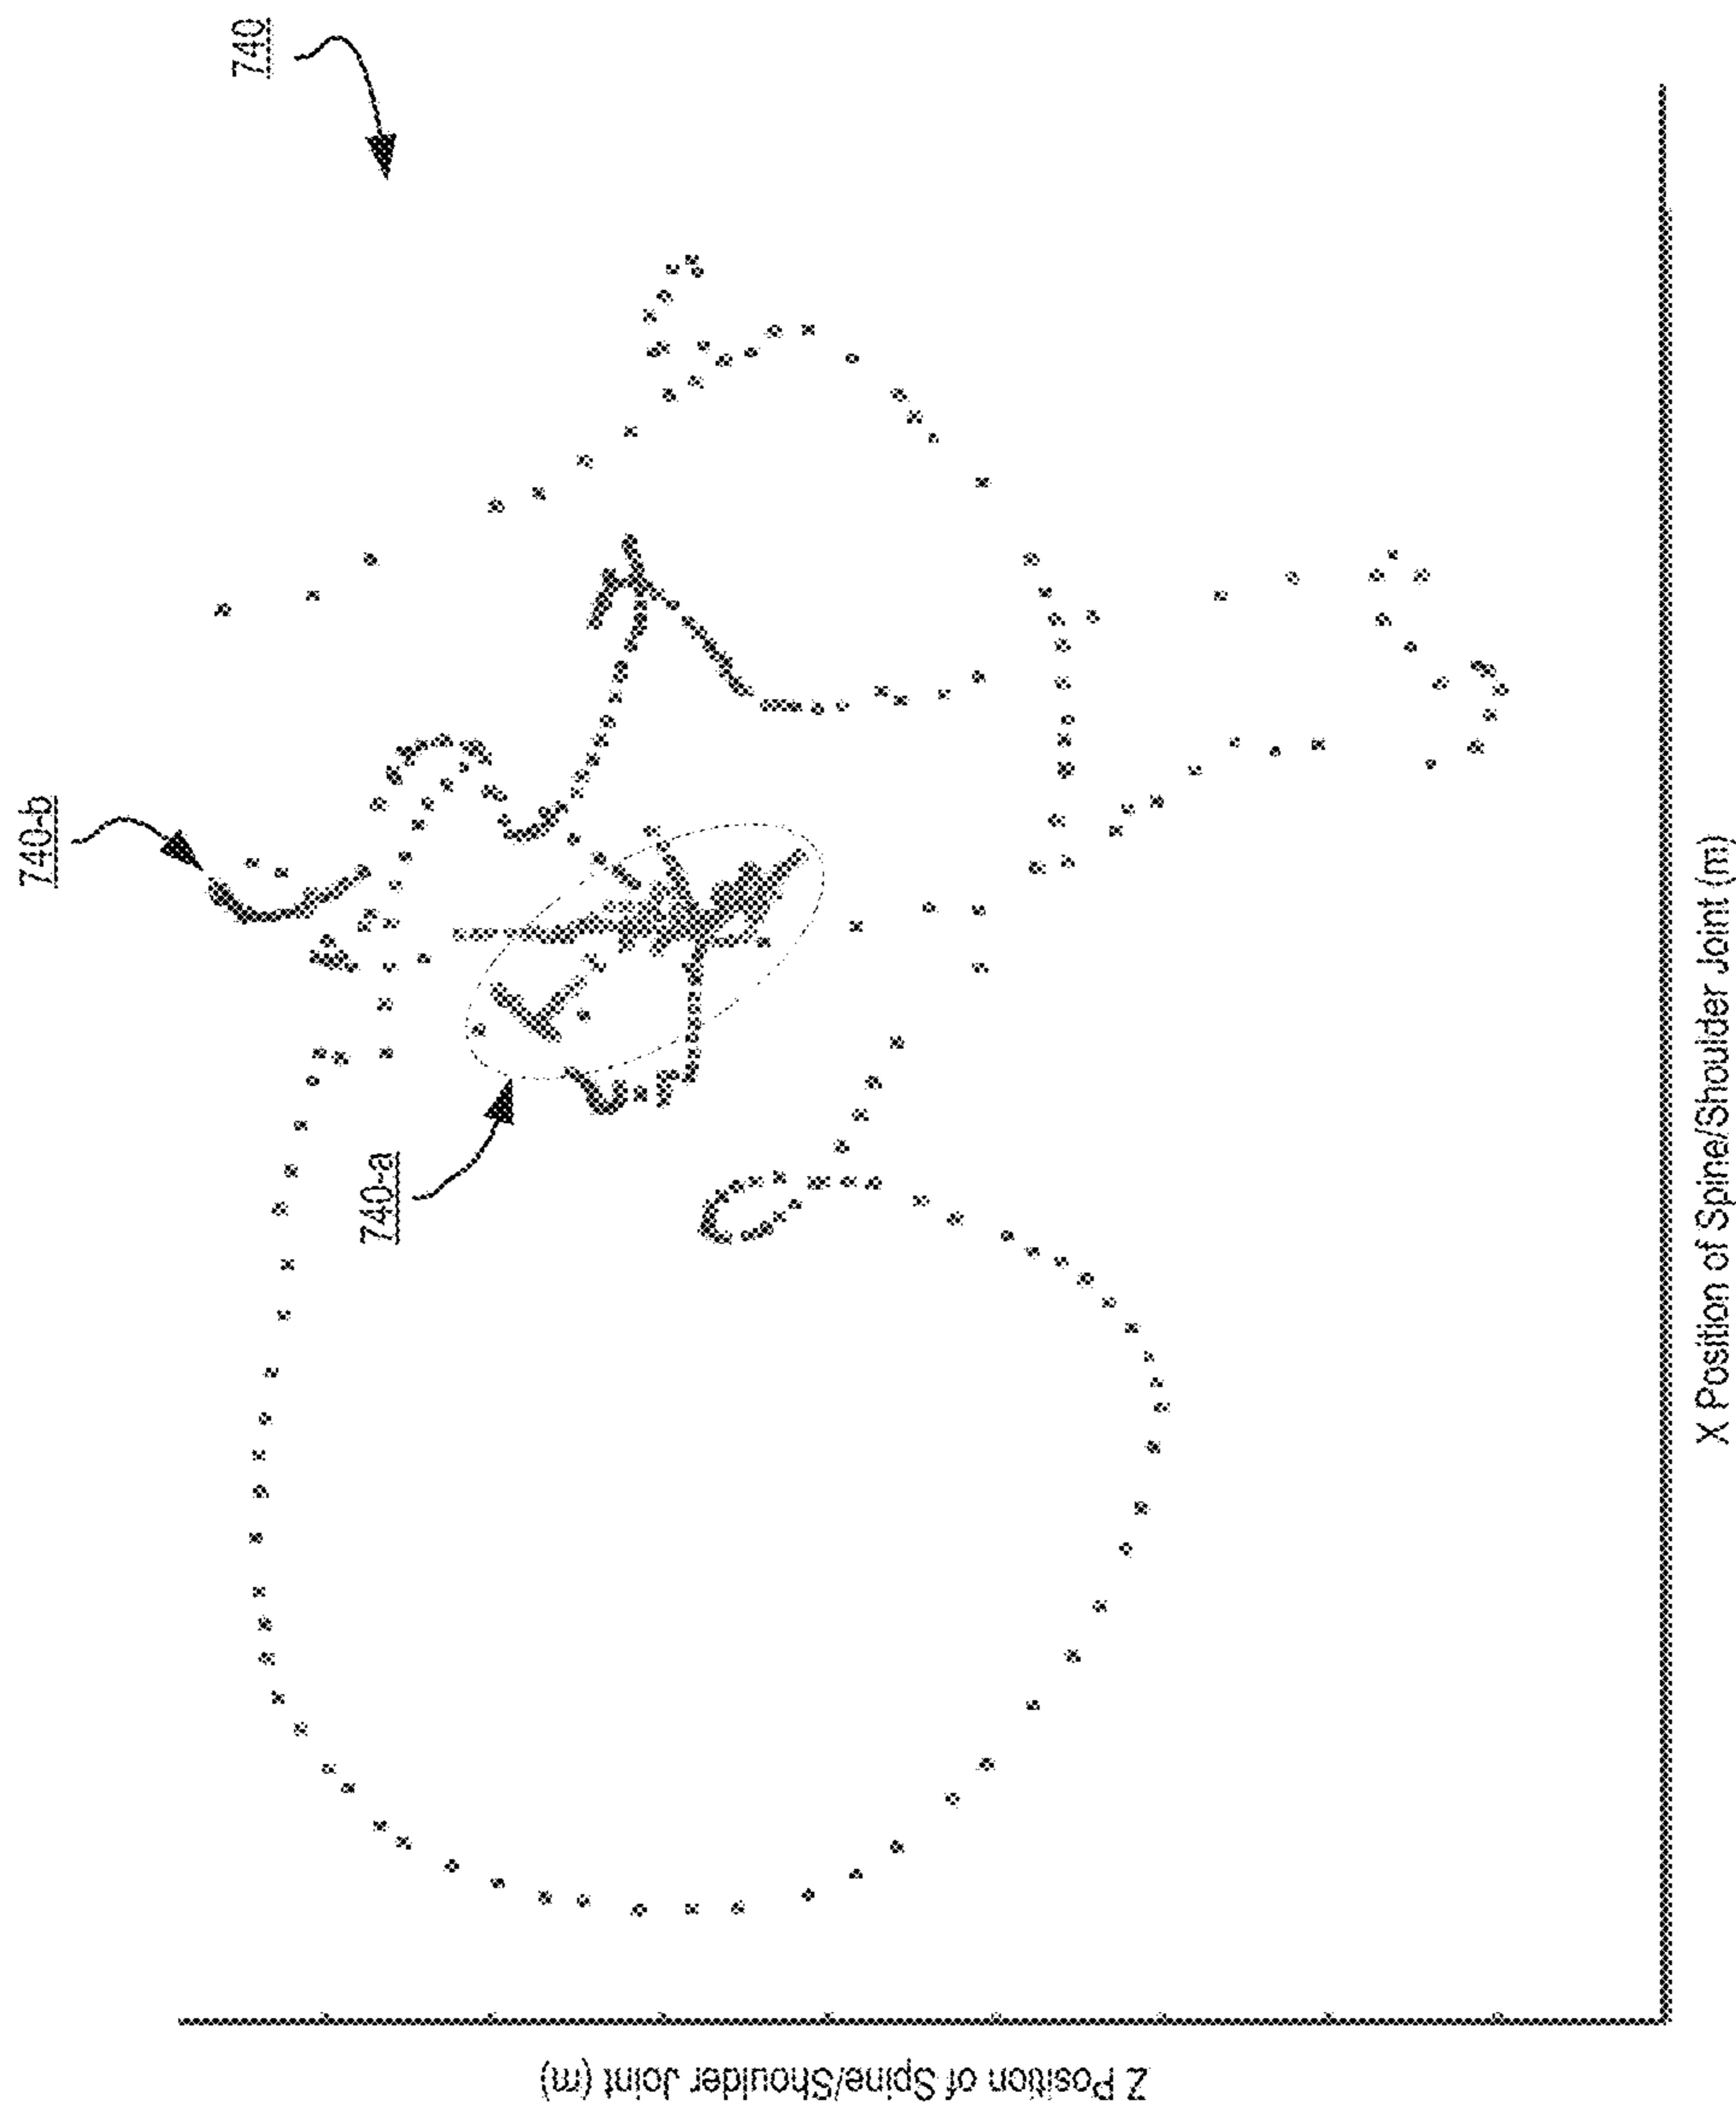 740
740-b
740-a
Z Position of Spine/Shoulder Joint (m)
X Position of Spine/Shoulder Joint (m)